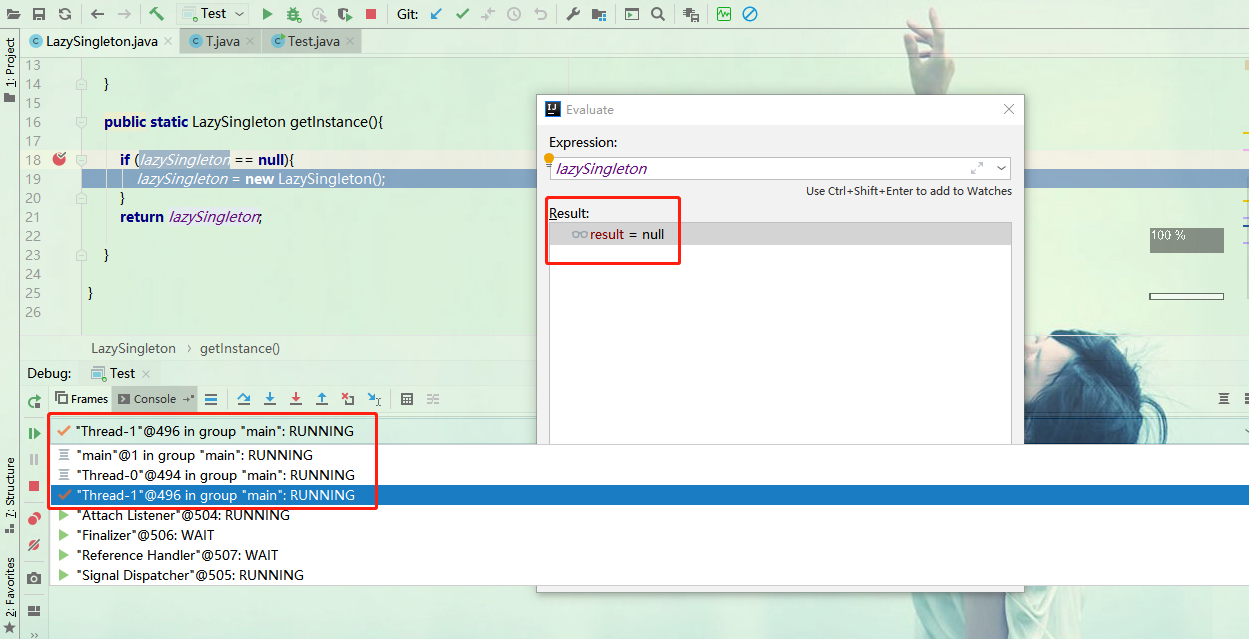 Test
Git:
LazySingleton.java
T.java
Test.java
1: Project
13
14 }
15
16 public static LazySingleton getInstance(){
17
18 if (lazySingleton == null){
19 lazySingleton = new LazySingleton();
20 }
21 return lazySingleton;
22
23 }
24
25 }
26
LazySingleton › getInstance()
Evaluate
Expression:
lazySingleton
Use Ctrl+Shift+Enter to add to Watches
Result:
result = null
100 %
Debug: Test
Frames Console
"Thread-1"@496 in group "main": RUNNING
"main"@1 in group "main": RUNNING
"Thread-0"@494 in group "main": RUNNING
"Thread-1"@496 in group "main": RUNNING
"Attach Listener"@504: RUNNING
"Finalizer"@506: WAIT
"Reference Handler"@507: WAIT
"Signal Dispatcher"@505: RUNNING
7: Structure
2: Favorites